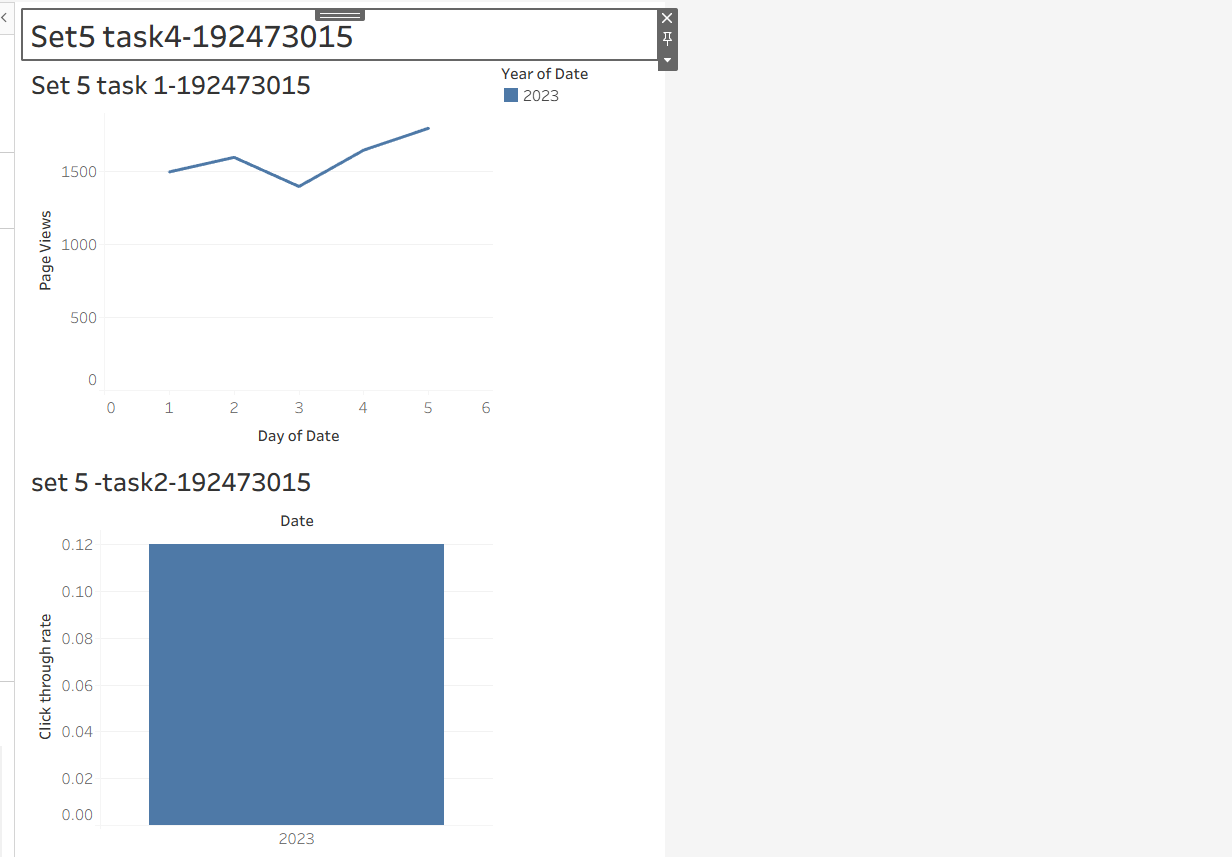 Set5 task4-192473015
Set 5 task 1-192473015
Year of Date
2023
Page Views
1500
1000
500
0
0 1 2 3 4 5 6
Day of Date
set 5 -task2-192473015
Date
Click through rate
0.12
0.10
0.08
0.06
0.04
0.02
0.00
2023